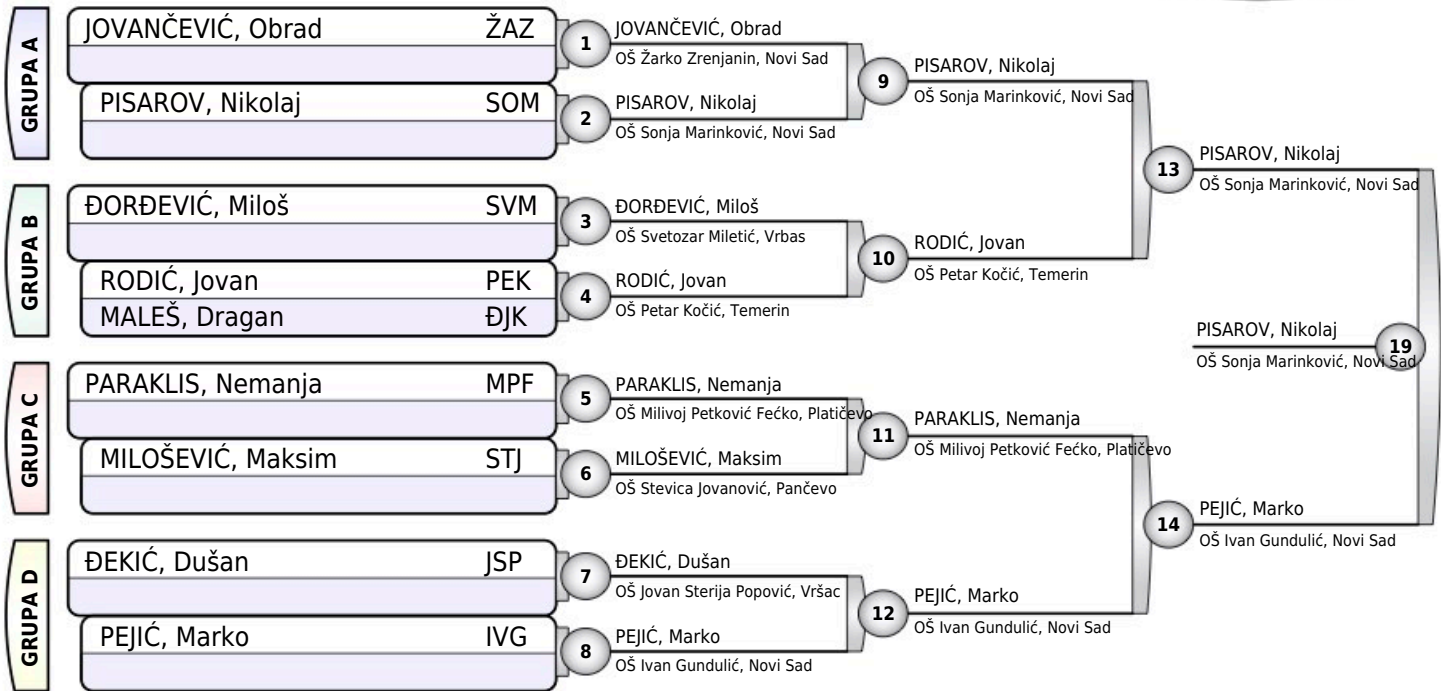 GRUPA A
JOVANČEVIĆ, Obrad ŽAZ
PISAROV, Nikolaj SOM
1
JOVANČEVIĆ, Obrad
OŠ Žarko Zrenjanin, Novi Sad
2
PISAROV, Nikolaj
OŠ Sonja Marinković, Novi Sad
9
PISAROV, Nikolaj
OŠ Sonja Marinković, Novi Sad
GRUPA B
ĐORĐEVIĆ, Miloš SVM
RODIĆ, Jovan PEK
MALEŠ, Dragan ĐJK
3
ĐORĐEVIĆ, Miloš
OŠ Svetozar Miletić, Vrbas
4
RODIĆ, Jovan
OŠ Petar Kočić, Temerin
10
RODIĆ, Jovan
OŠ Petar Kočić, Temerin
13
PISAROV, Nikolaj
OŠ Sonja Marinković, Novi Sad
GRUPA C
PARAKLIS, Nemanja MPF
MILOŠEVIĆ, Maksim STJ
5
PARAKLIS, Nemanja
OŠ Milivoj Petković Fećko, Platičevo
6
MILOŠEVIĆ, Maksim
OŠ Stevica Jovanović, Pančevo
11
PARAKLIS, Nemanja
OŠ Milivoj Petković Fećko, Platičevo
GRUPA D
ĐEKIĆ, Dušan JSP
PEJIĆ, Marko IVG
7
ĐEKIĆ, Dušan
OŠ Jovan Sterija Popović, Vršac
8
PEJIĆ, Marko
OŠ Ivan Gundulić, Novi Sad
12
PEJIĆ, Marko
OŠ Ivan Gundulić, Novi Sad
14
PEJIĆ, Marko
OŠ Ivan Gundulić, Novi Sad
PISAROV, Nikolaj
OŠ Sonja Marinković, Novi Sad
19